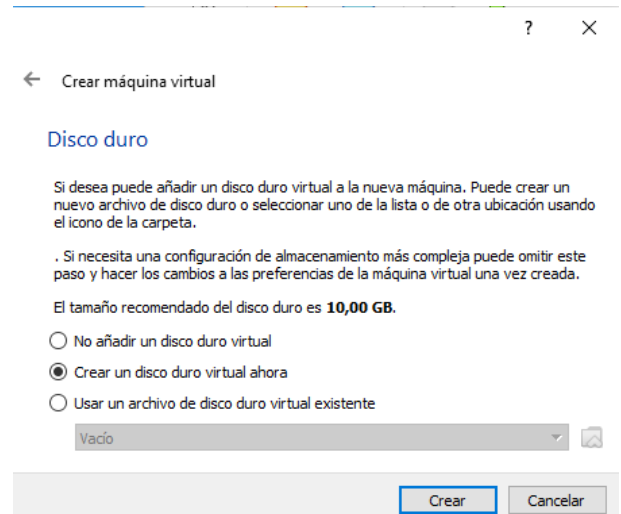 ?
Crear máquina virtual
Disco duro
Si desea puede añadir un disco duro virtual a la nueva máquina. Puede crear un
nuevo archivo de disco duro o seleccionar uno de la lista o de otra ubicación usando
el icono de la carpeta.
. Si necesita una configuración de almacenamiento más compleja puede omitir este
paso y hacer los cambios a las preferencias de la máquina virtual una vez creada.
El tamaño recomendado del disco duro es 10,00 GB.
No añadir un disco duro virtual
Crear un disco duro virtual ahora
Usar un archivo de disco duro virtual existente
Vacío
Crear Cancelar